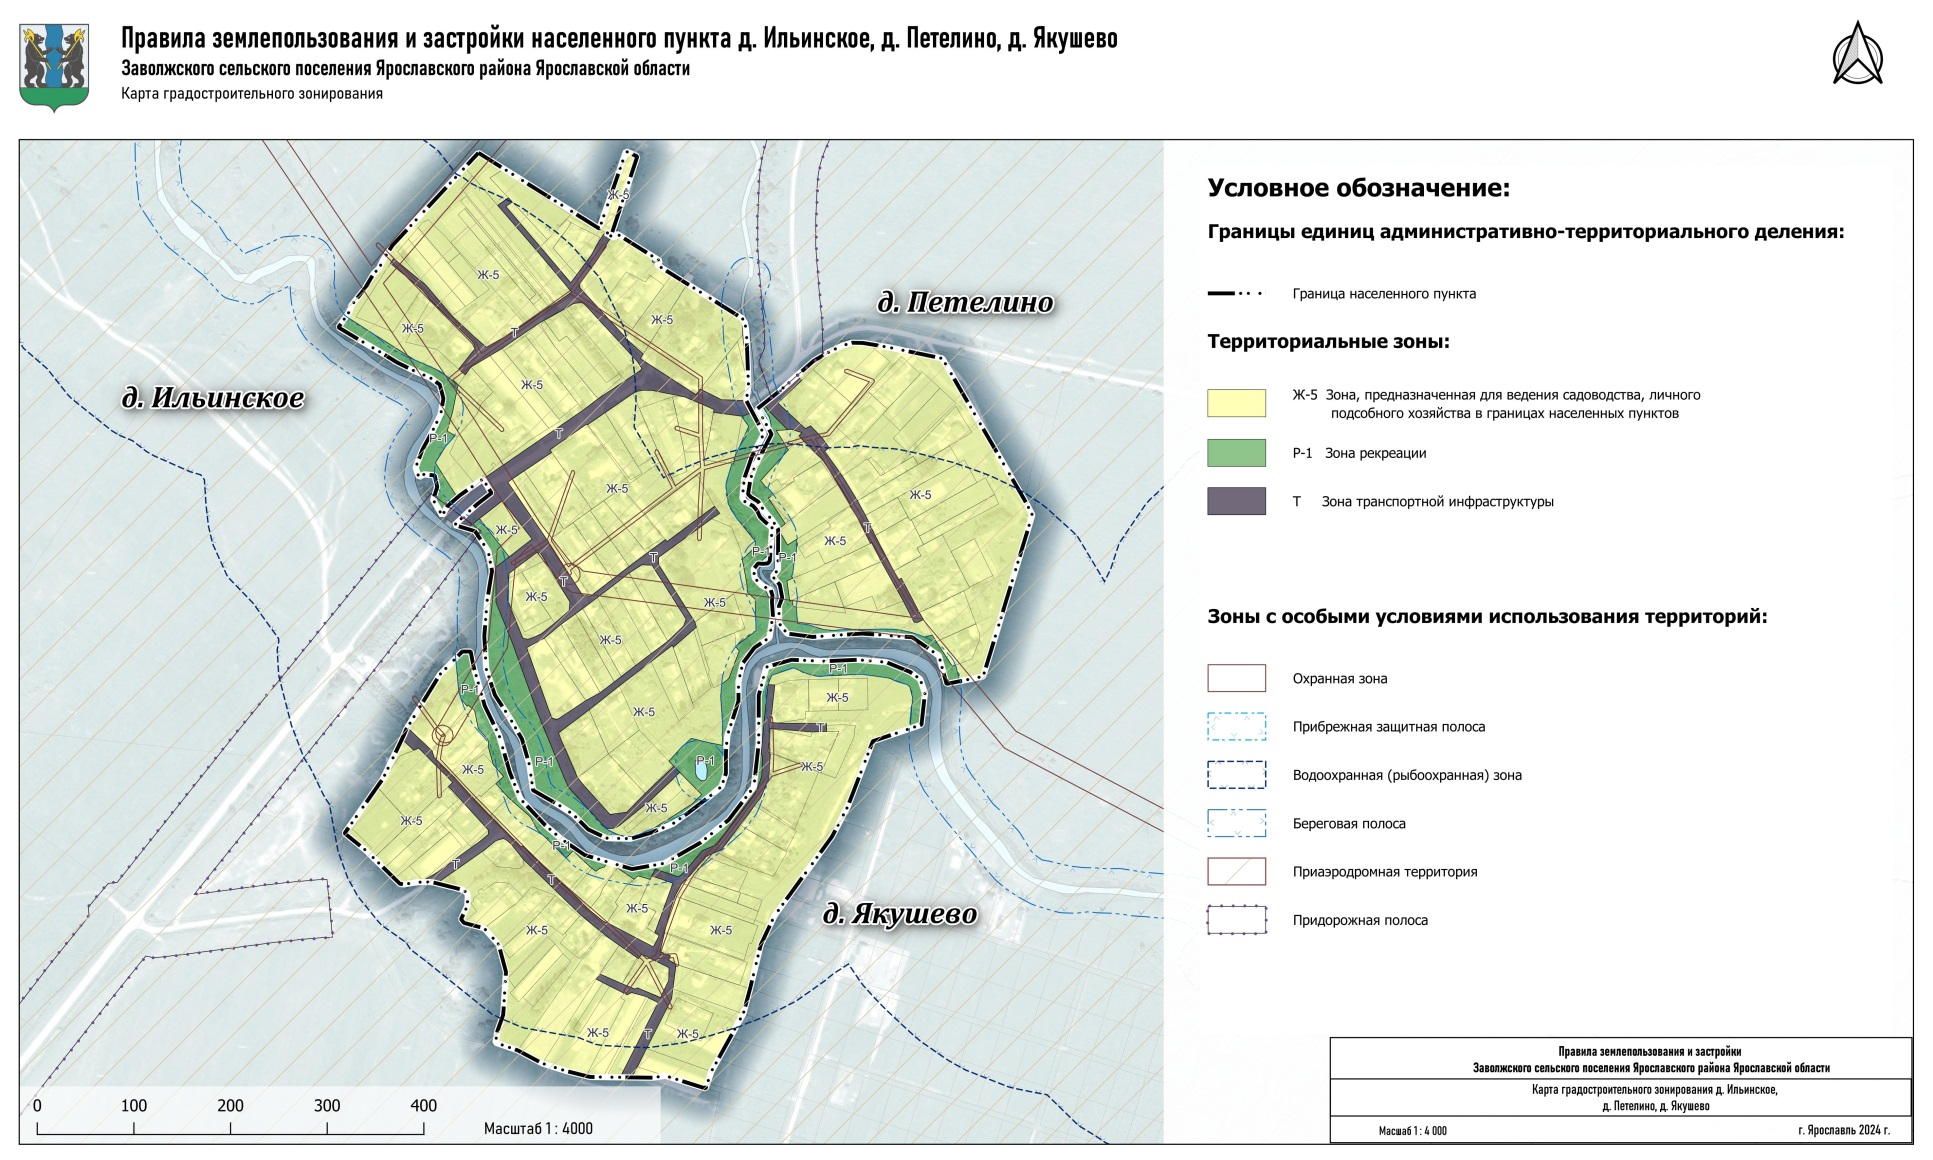 Правила землепользования и застройки населенного пункта д. Ильинское, д. Петелино, д. Якушево
Заволжского сельского поселения Ярославского района Ярославской области
Карта градостроительного зонирования
Ж-5
Ж-5
Ж-5
Ж-5
Т
Ж-5
Р-1
Т
Ж-5
Ж-5
Т
Т
Ж-5
Ж-5
Ж-5
Ж-5
Р-1
Р-1
Р-1
Ж-5
Ж-5
Ж-5
Т
Р-1
Ж-5
Т
Ж-5
Р-1
Ж-5
Ж-5
Р-1
Р-1
Т
Т
Ж-5
Ж-5
Ж-5
Ж-5
Т
Ж-5
д. Ильинское
д. Петелино
д. Якушево
0 100 200 300 400
Масштаб 1 : 4000
Условное обозначение:
Границы единиц административно-территориального деления:
Граница населенного пункта
Территориальные зоны:
Ж-5 Зона, предназначенная для ведения садоводства, личного
подсобного хозяйства в границах населенных пунктов
Р-1 Зона рекреации
Т Зона транспортной инфраструктуры
Зоны с особыми условиями использования территорий:
Охранная зона
Прибрежная защитная полоса
Водоохранная (рыбоохранная) зона
Береговая полоса
Приаэродромная территория
Придорожная полоса
Правила землепользования и застройки
Заволжского сельского поселения Ярославского района Ярославской области
Карта градостроительного зонирования д. Ильинское,
д. Петелино, д. Якушево
Масшаб 1 : 4 000 г. Ярославль 2024 г.